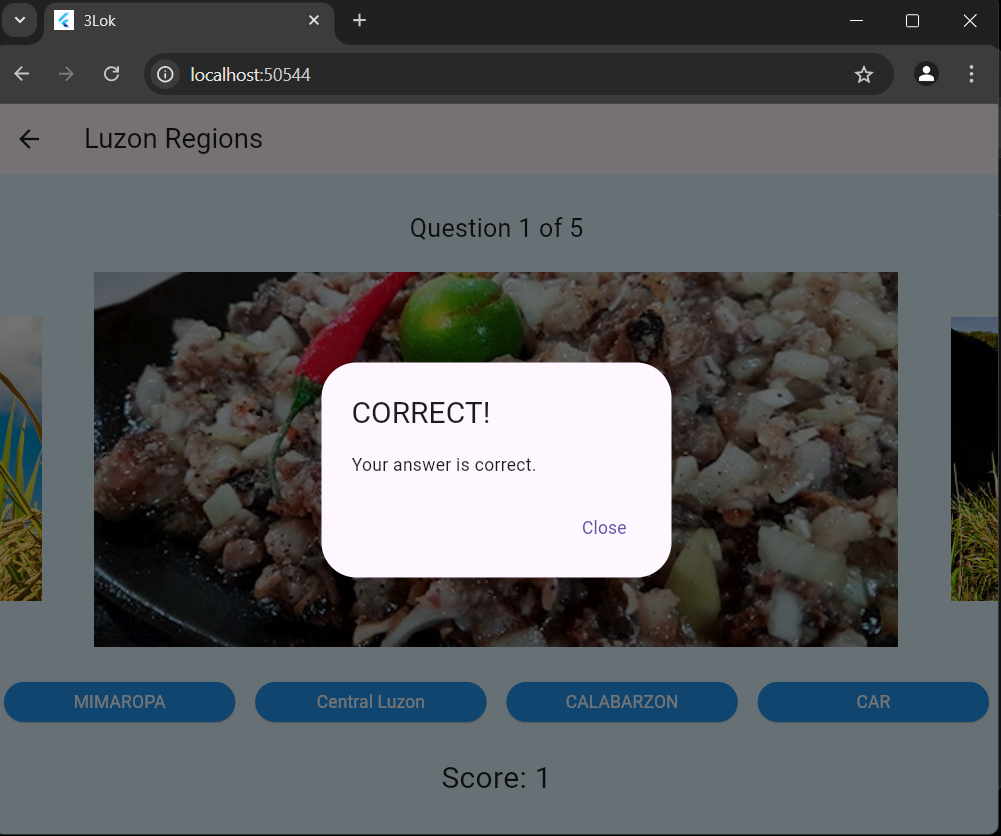 3Lok
localhost:50544
Luzon Regions
Question 1 of 5
CORRECT!
Your answer is correct.
Close
MIMAROPA
Central Luzon
CALABARZON
CAR
Score: 1